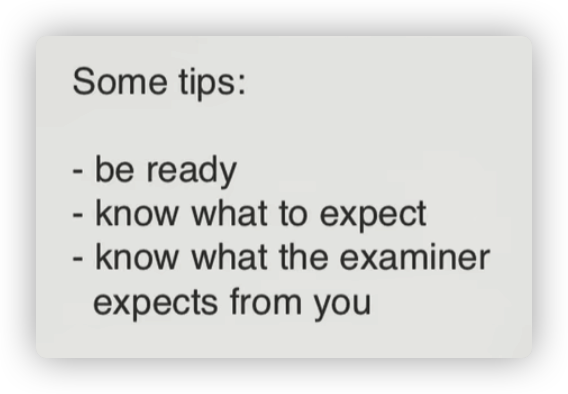 Some tips:
- be ready
- know what to expect
- know what the examiner
expects from you